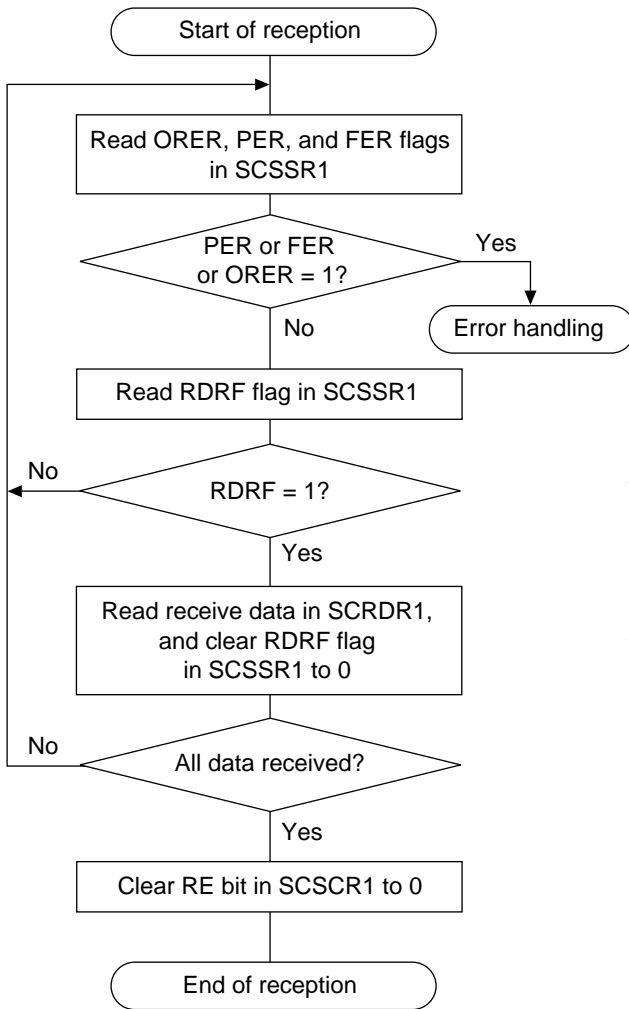 Start of reception
Read ORER, PER, and FER flags
in SCSSR1
PER or FER
or ORER = 1?
Yes
Error handling
No
Read RDRF flag in SCSSR1
No
RDRF = 1?
Yes
Read receive data in SCRDR1,
and clear RDRF flag
in SCSSR1 to 0
No
All data received?
Yes
Clear RE bit in SCSCR1 to 0
End of reception